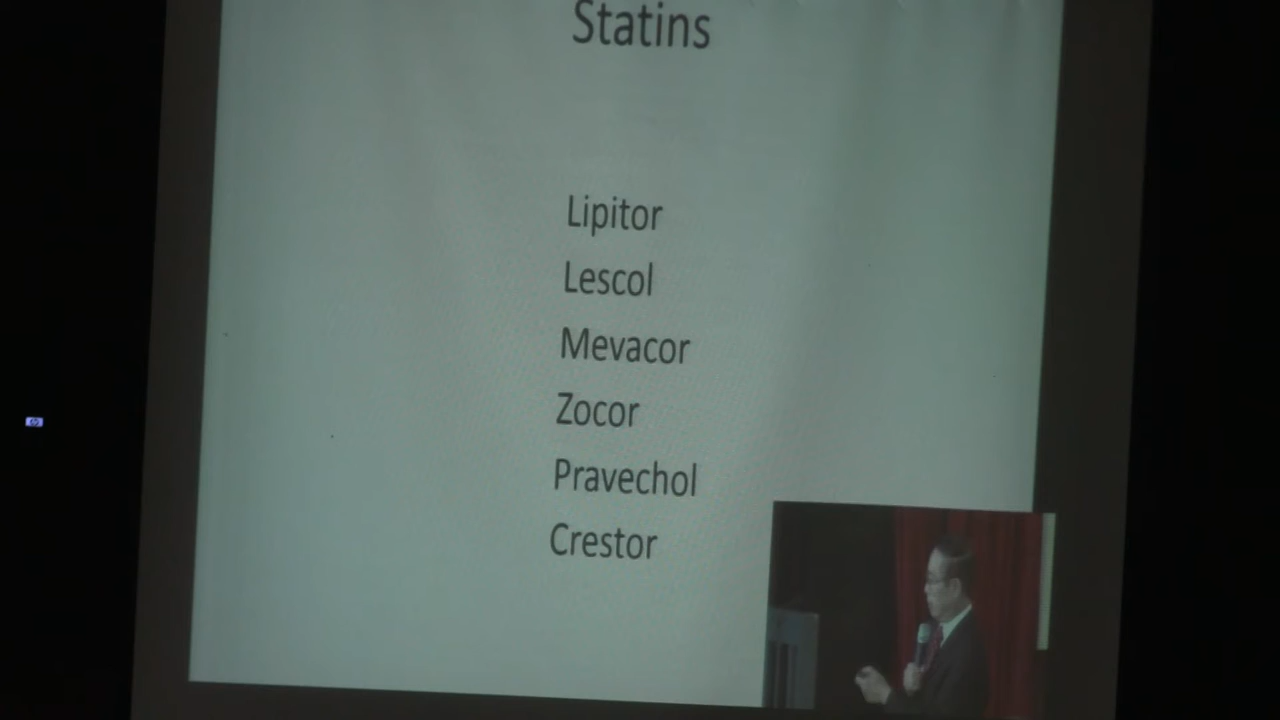 Statins
Lipitor
Lescol
Mevacor
Zocor
Pravechol
Crestor